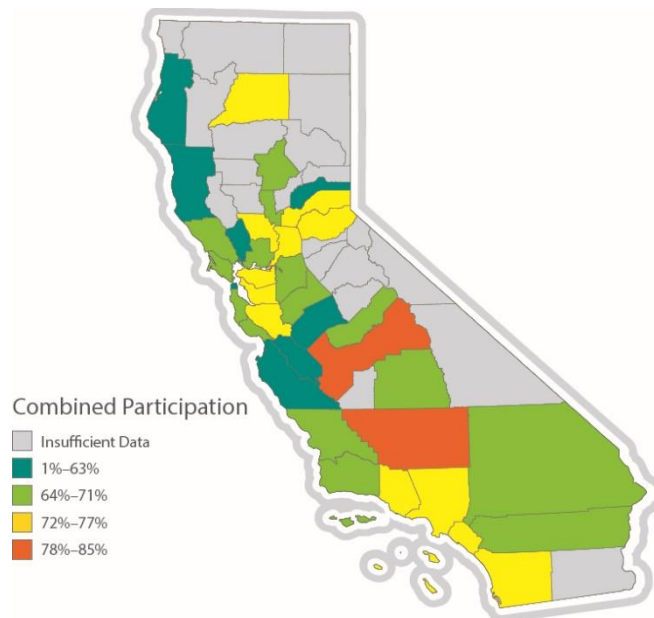 Combined Participation
Insufficient Data
1%–63%
64%–71%
72%–77%
78%–85%